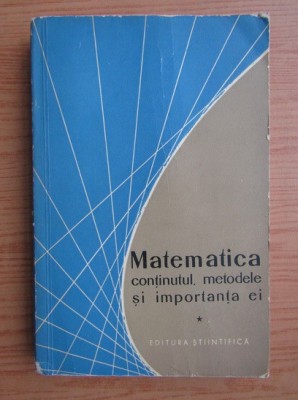 Matematica
conținutul, metodele
și importanța ei
*
EDITURA ȘTIINȚIFICĂ